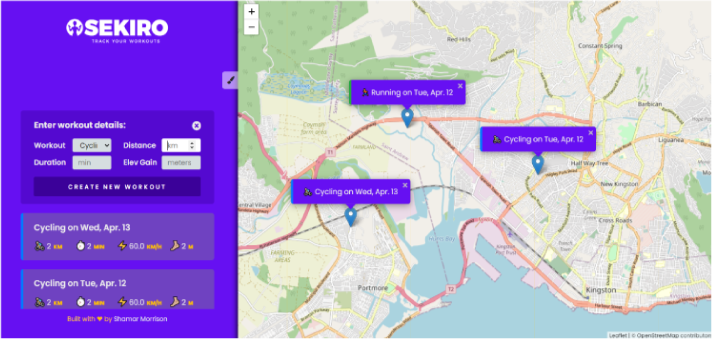 SEKIRO
TRACK YOUR WORKOUTS
Enter workout details:
Workout Cycli Distance km
Duration min Elev Gain meters
CREATE NEW WORKOUT
Cycling on Wed, Apr. 13
2 KM 2 MIN 60.0 KM/H 2 M
Cycling on Tue, Apr. 12
2 KM 2 MIN 60.0 KM/H 2 M
Built with ❤ by Shamar Morrison
+
−
Red Hills
Constant Spring
Running on Tue, Apr. 12 ×
Barbican
Cycling on Tue, Apr. 12 ×
Liguanea
T1
Half Way Tree
New Kingston
Central Village
Cycling on Wed, Apr. 13 ×
Cross Roads
Portmore
T2
Kingston
Leaflet | © OpenStreetMap contributors